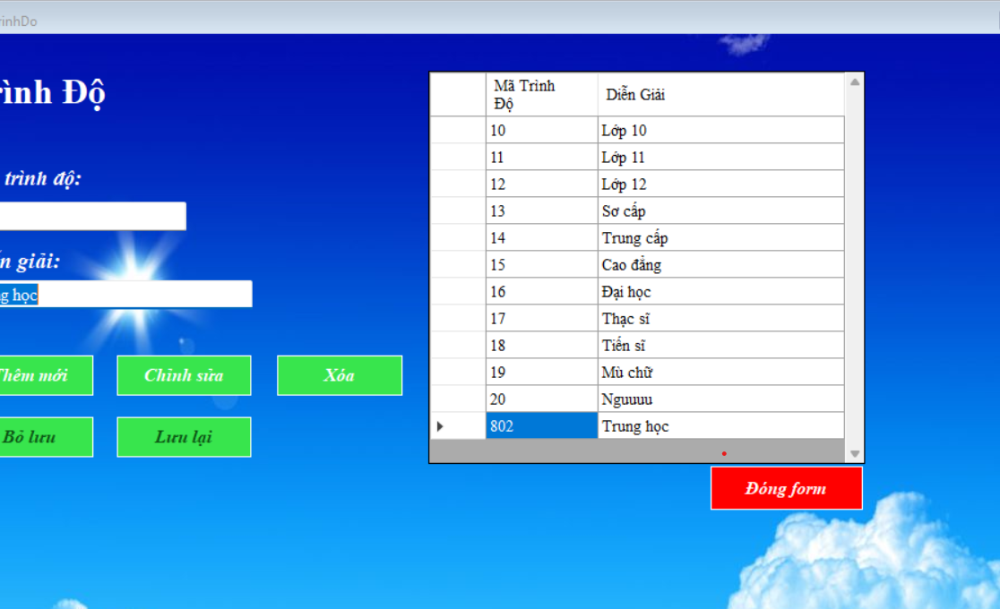 rinhDo
rình Độ
trình độ:
n giải:
g học
Thêm mới
Chỉnh sửa
Xóa
Bỏ lưu
Lưu lại
Mã Trinh
Độ
Diễn Giải
10 Lớp 10
11 Lớp 11
12 Lớp 12
13 Sơ cấp
14 Trung cấp
15 Cao đẳng
16 Đại học
17 Thạc sĩ
18 Tiến sĩ
19 Mù chữ
20 Nguuuu
802 Trung học
Đóng form